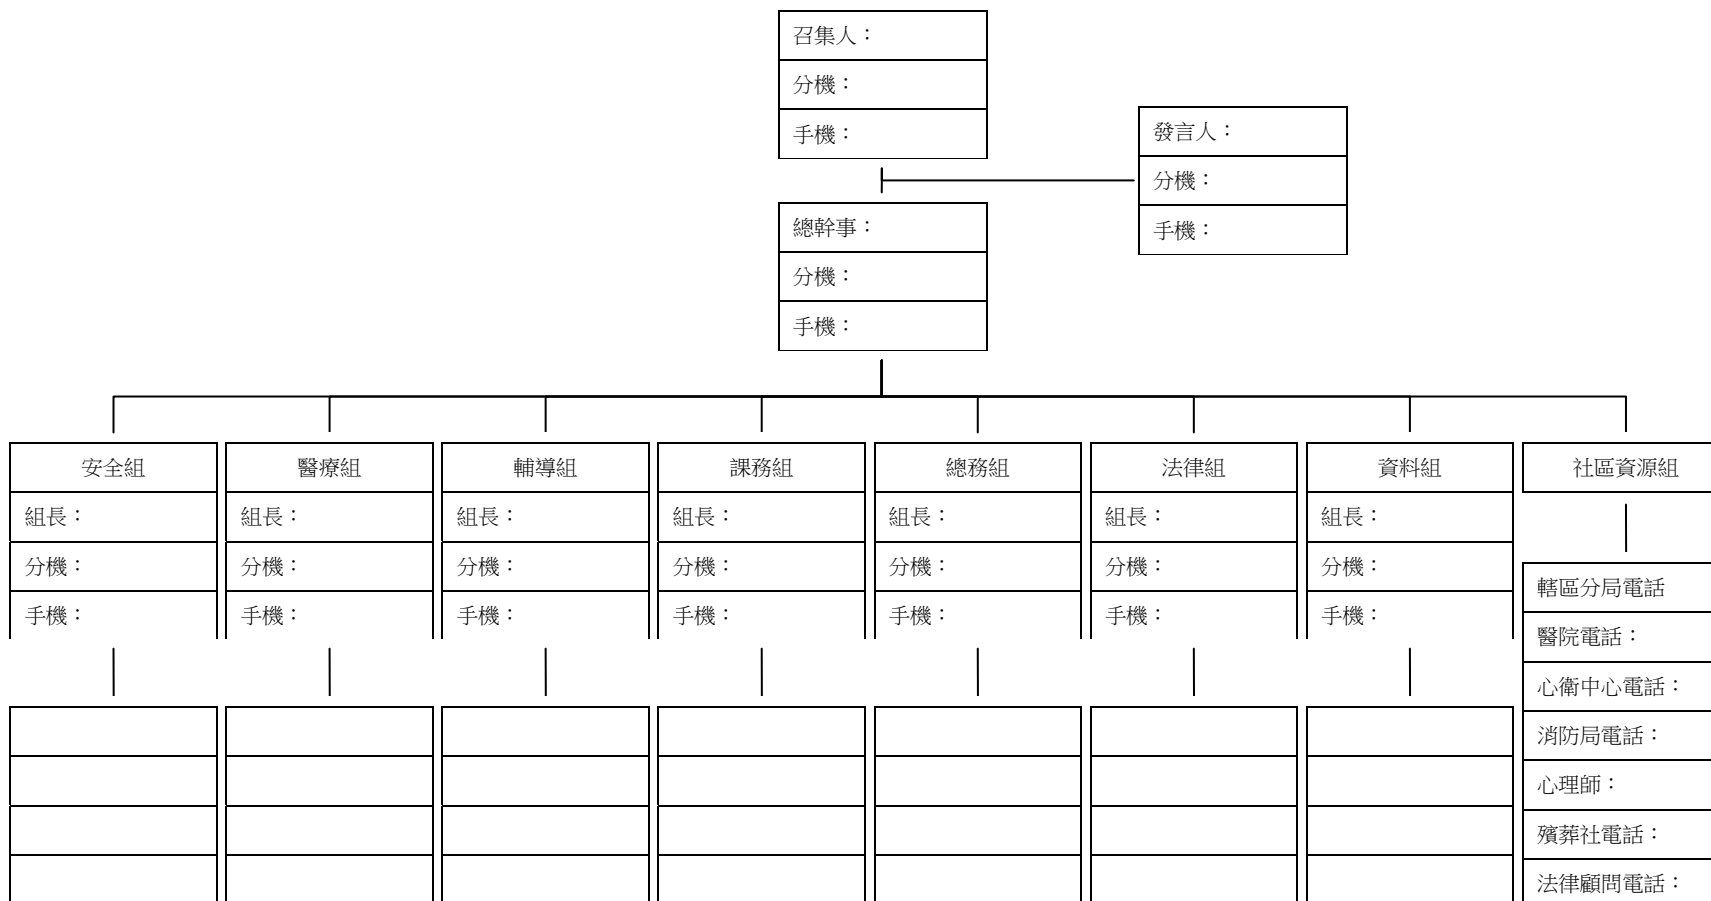 召集人：
分機：
手機：
發言人：
分機：
手機：
總幹事：
分機：
手機：
安全組
組長：
分機：
手機：
醫療組
組長：
分機：
手機：
輔導組
組長：
分機：
手機：
課務組
組長：
分機：
手機：
總務組
組長：
分機：
手機：
法律組
組長：
分機：
手機：
資料組
組長：
分機：
手機：
社區資源組
轄區分局電話
醫院電話：
心衛中心電話：
消防局電話：
心理師：
殯葬社電話：
法律顧問電話：